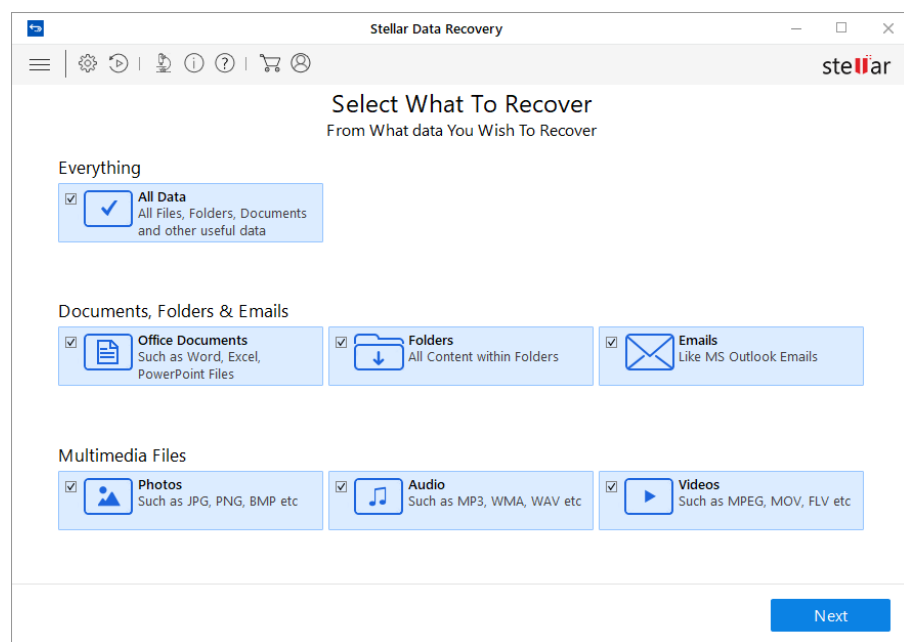 Stellar Data Recovery
stellar
Select What To Recover
From What data You Wish To Recover
Everything
All Data
All Files, Folders, Documents
and other useful data
Documents, Folders & Emails
Office Documents
Such as Word, Excel,
PowerPoint Files
Folders
All Content within Folders
Emails
Like MS Outlook Emails
Multimedia Files
Photos
Such as JPG, PNG, BMP etc
Audio
Such as MP3, WMA, WAV etc
Videos
Such as MPEG, MOV, FLV etc
Next